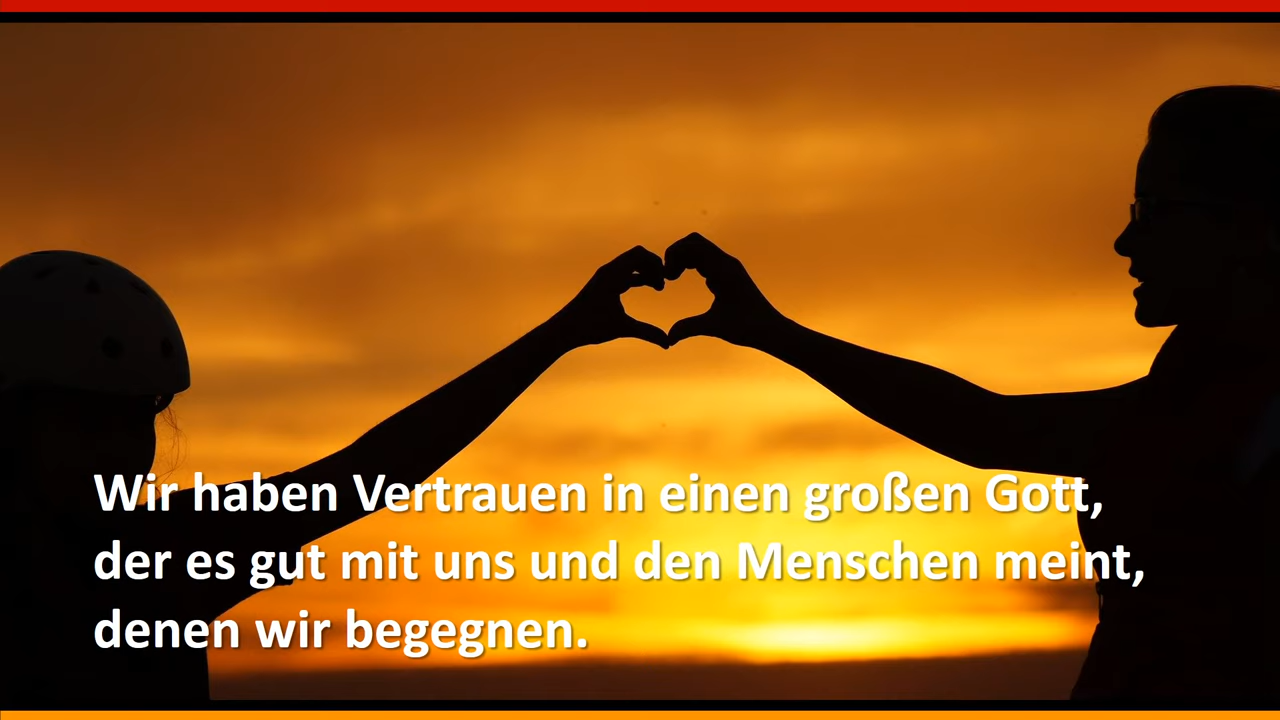 Wir haben Vertrauen in einen großen Gott,
der es gut mit uns und den Menschen meint,
denen wir begegnen.